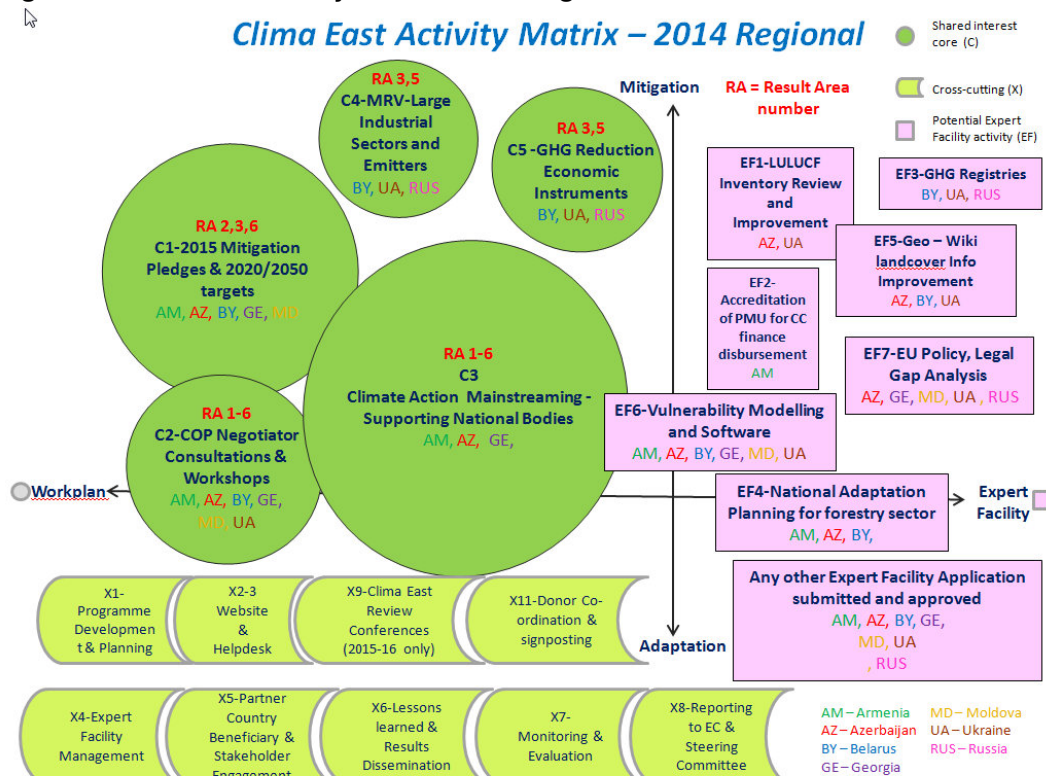 Clima East Activity Matrix – 2014 Regional
Shared interest
core (C)
Cross-cutting (X)
Potential Expert
Facility activity (EF)
Mitigation
RA = Result Area
number
RA 3,5
C4-MRV-Large
Industrial
Sectors and
Emitters
BY, UA, RUS
RA 3,5
C5 -GHG Reduction
Economic
Instruments
BY, UA, RUS
RA 2,3,6
C1-2015 Mitigation
Pledges & 2020/2050
targets
AM, AZ, BY, GE, MD
RA 1-6
C3
Climate Action Mainstreaming -
Supporting National Bodies
AM, AZ, GE,
RA 1-6
C2-COP Negotiator
Consultations &
Workshops
AM, AZ, BY, GE,
MD, UA
EF1-LULUCF
Inventory Review
and
Improvement
AZ, UA
EF3-GHG Registries
BY, UA, RUS
EF5-Geo – Wiki
landcover Info
Improvement
AZ, BY, UA
EF2-
Accreditation
of PMU for CC
finance
disbursement
AM
EF7-EU Policy, Legal
Gap Analysis
AZ, GE, MD, UA , RUS
EF6-Vulnerability Modelling
and Software
AM, AZ, BY, GE, MD, UA
Workplan
EF4-National Adaptation
Planning for forestry sector
AM, AZ, BY,
Expert
Facility
Any other Expert Facility Application
submitted and approved
AM, AZ, BY, GE,
MD, UA
, RUS
Adaptation
X1-
Programme
Developmen
t & Planning
X2-3
Website
&
Helpdesk
X9-Clima East
Review
Conferences
(2015-16 only)
X11-Donor Co-
ordination &
signposting
X4-Expert
Facility
Management
X5-Partner
Country
Beneficiary &
Stakeholder
X6-Lessons
learned &
Results
Dissemination
X7-
Monitoring &
Evaluation
X8-Reporting
to EC &
Steering
Committee
AM – Armenia
AZ – Azerbaijan
BY – Belarus
GE – Georgia
MD – Moldova
UA – Ukraine
RUS – Russia